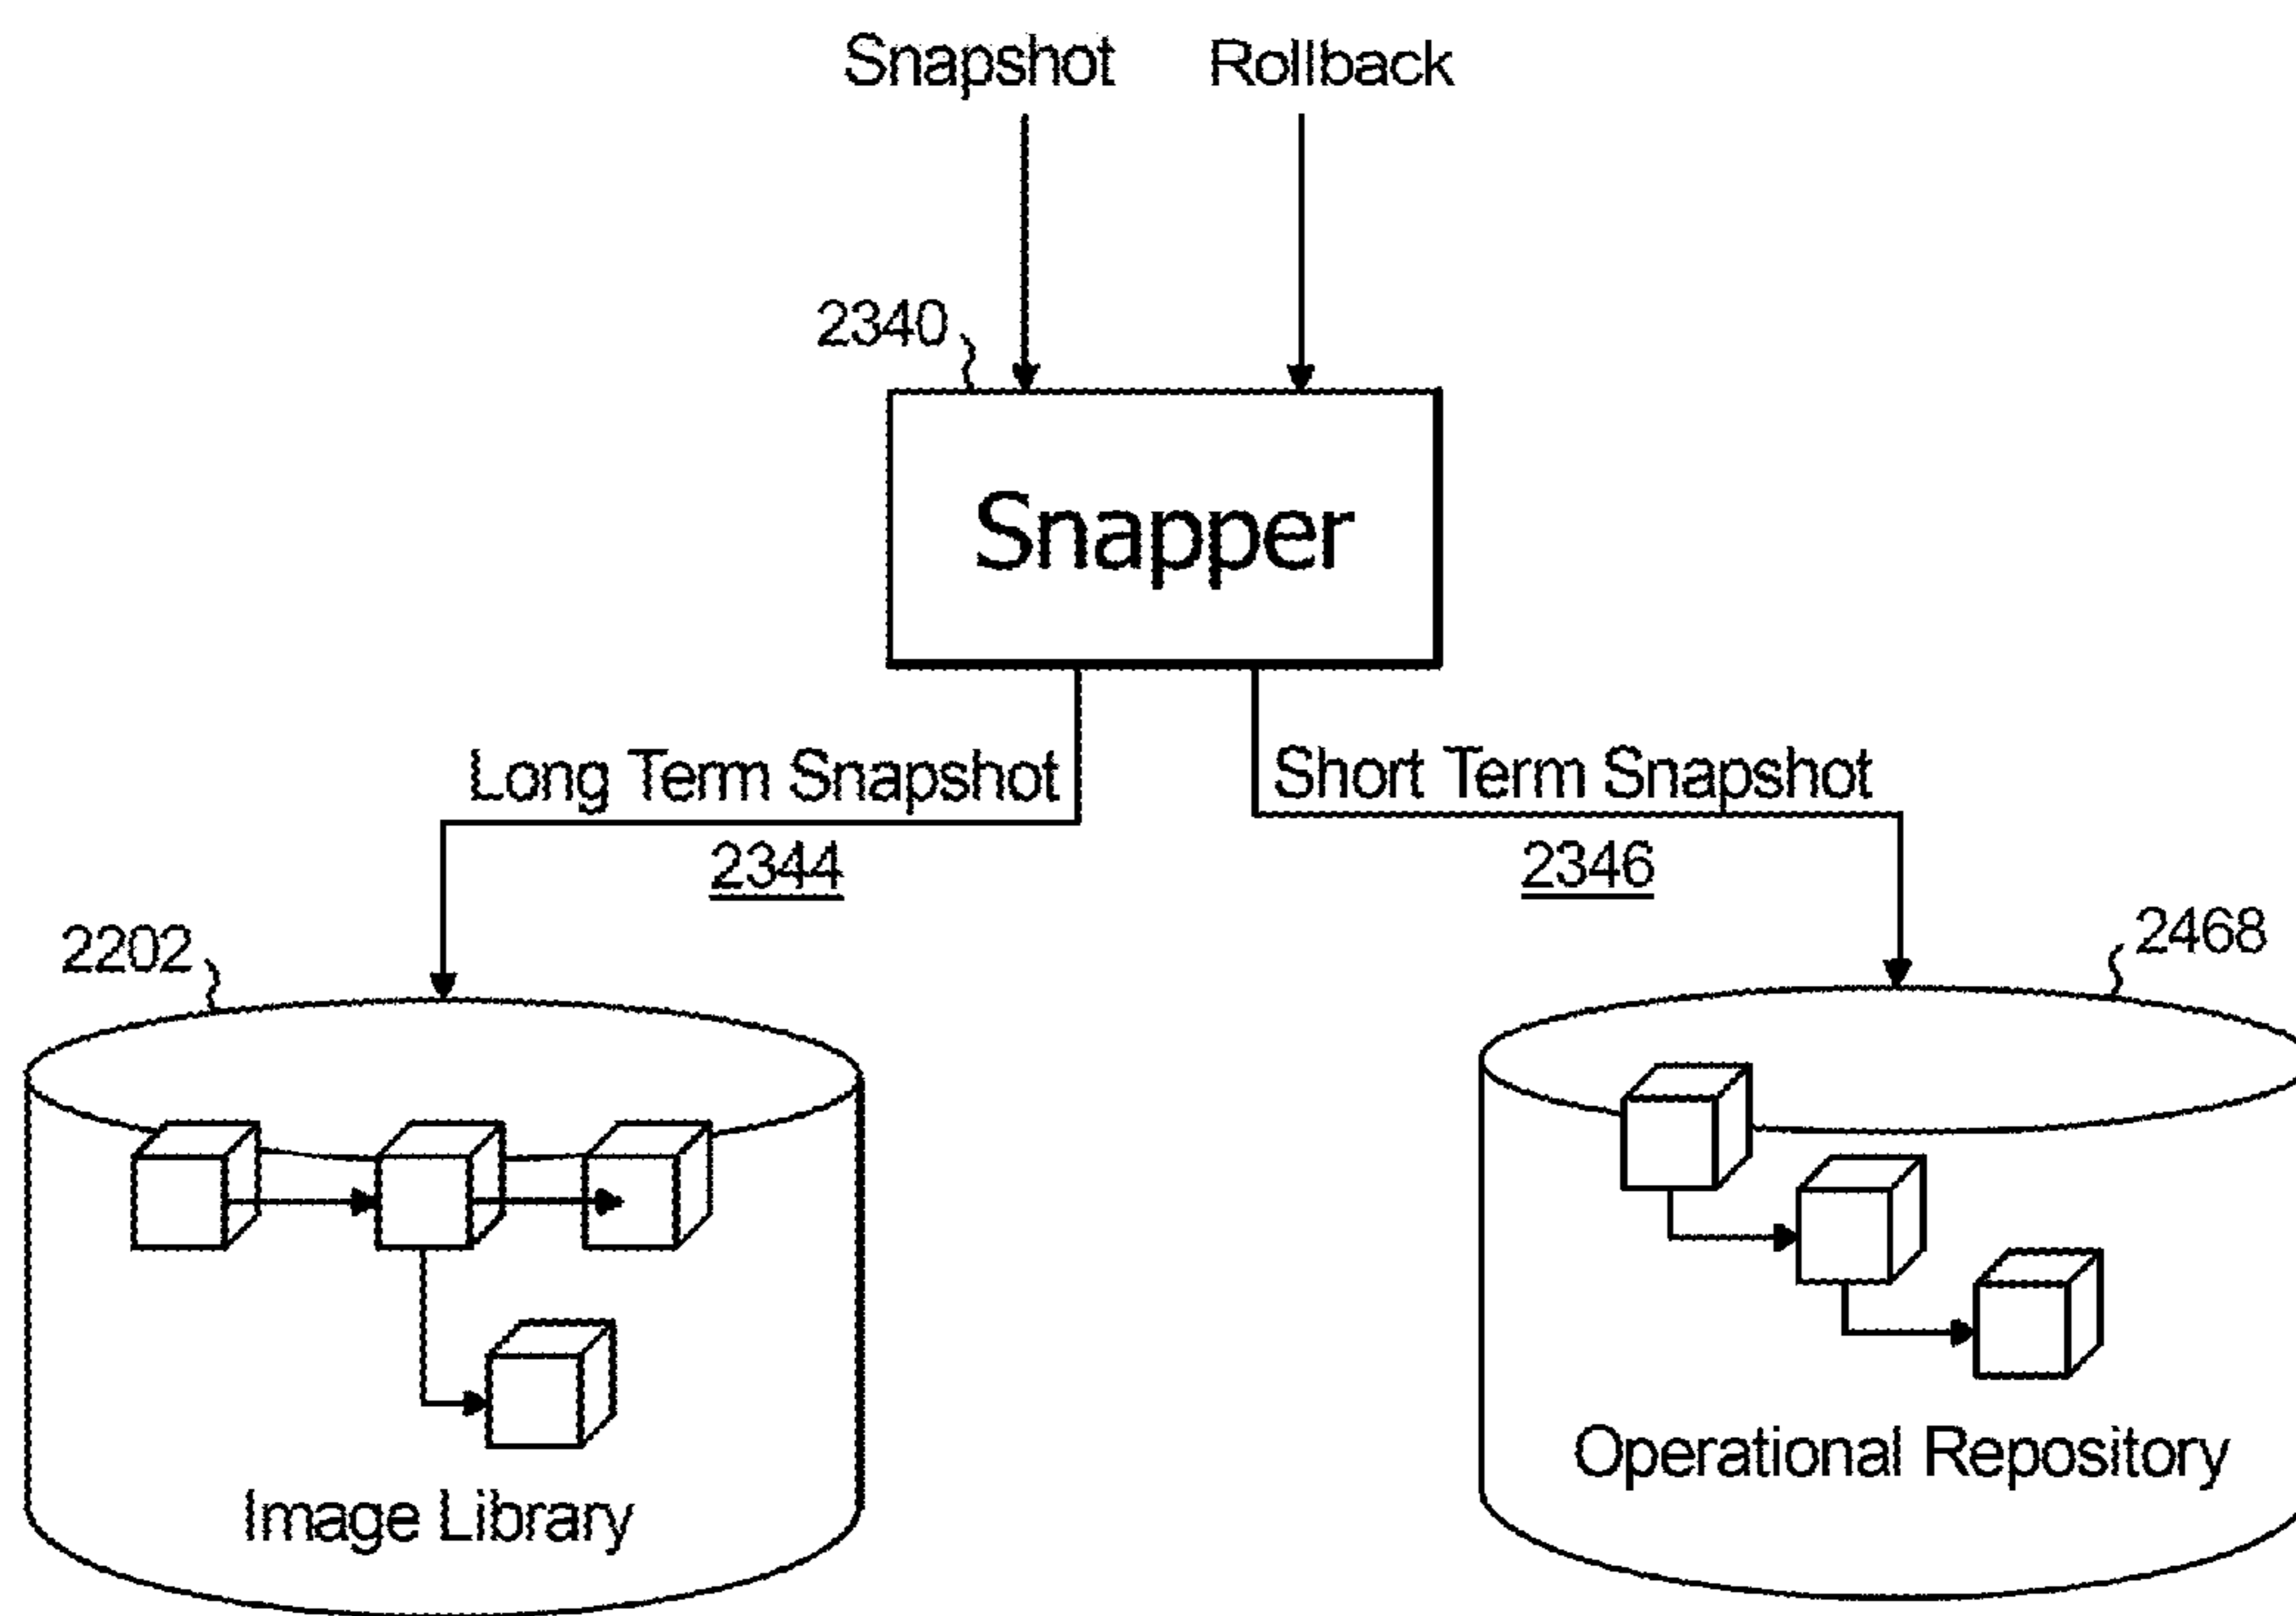 Snapshot Rollback
2340
Snapper
Long Term Snapshot Short Term Snapshot
2344 2346
2202 2468
Operational Repository
Image Library